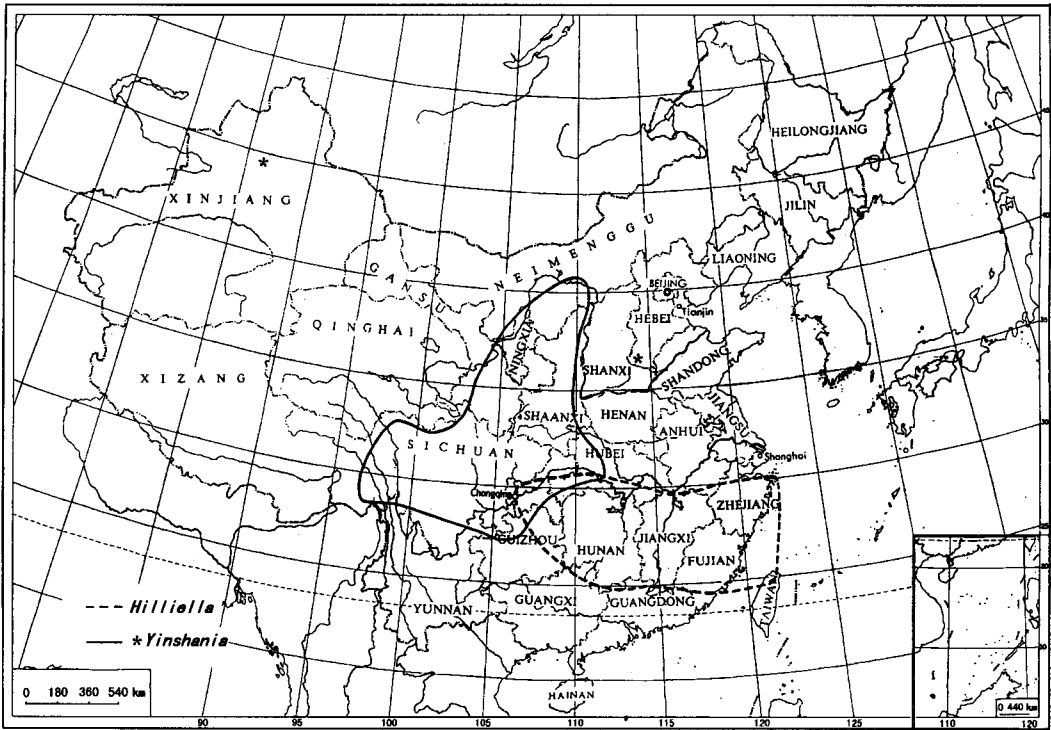 HEILONGJIANG
XINJIANG
JILIN
NEIMENGGU
LIAONING
GANSU
BEIJING
Tianjin
HEBEI
QINGHAI
NINGXIA
SHANXI
SHANDONG
XIZANG
JIANGSU
SHAANXI
HENAN
ANHUI
SICHUAN
HUBEI
Shanghai
ZHEJIANG
GUIZHOU
HUNAN
JIANGXI
FUJIAN
--- Hilliella
YUNNAN
GUANGXI
GUANGDONG
TAIWAN
— * Yinshania
HAINAN
0 180 360 540 km
0 440 km
90 95 100 105 110 115 120 121 125 110 120